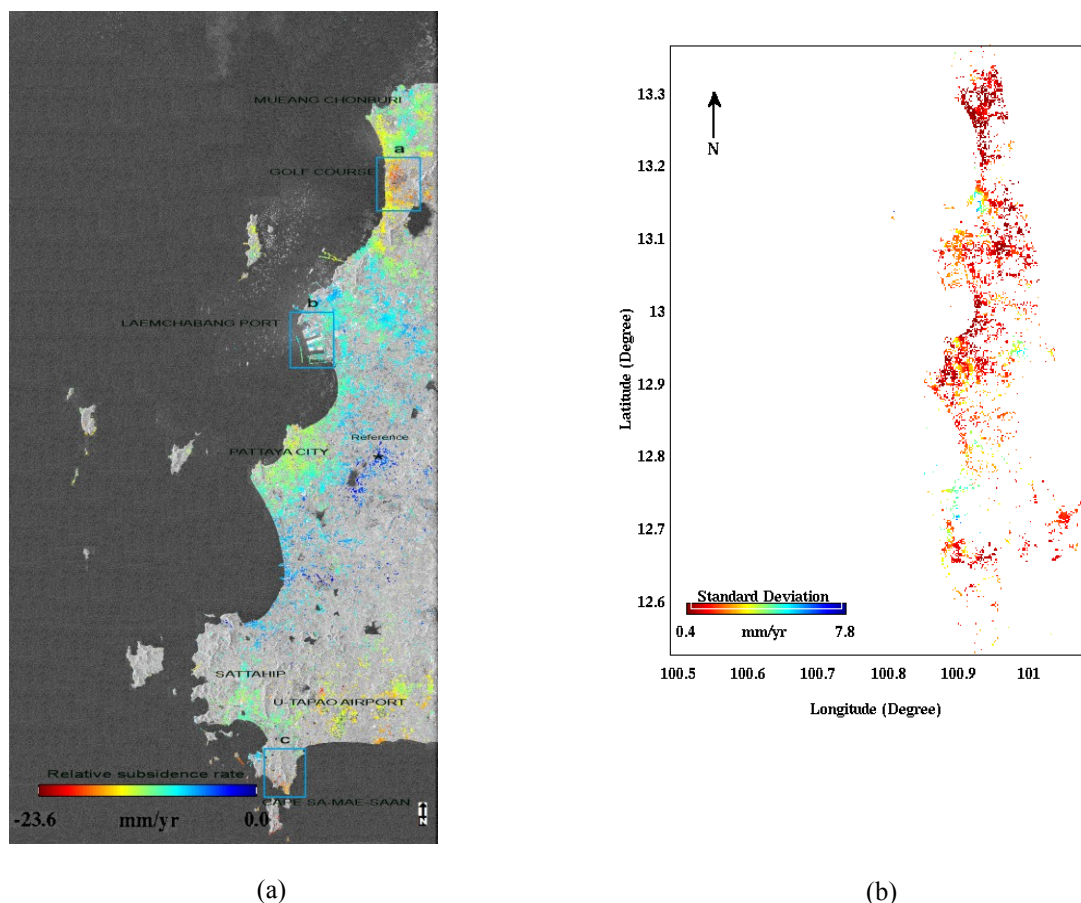 MUEANG CHONBURI
a
GOLF COURSE
b
LAEMCHABANG PORT
Reference
PATTAYA CITY
SATTAHIP
U-TAPAO AIRPORT
c
Relative subsidence rate
-23.6 mm/yr 0.0
CAPE SA-MAE-SAAN
N
(a)
13.3
13.2
13.1
13
12.9
12.8
12.7
12.6
Latitude (Degree)
N
Standard Deviation
0.4 mm/yr 7.8
100.5 100.6 100.7 100.8 100.9 101
Longitude (Degree)
(b)